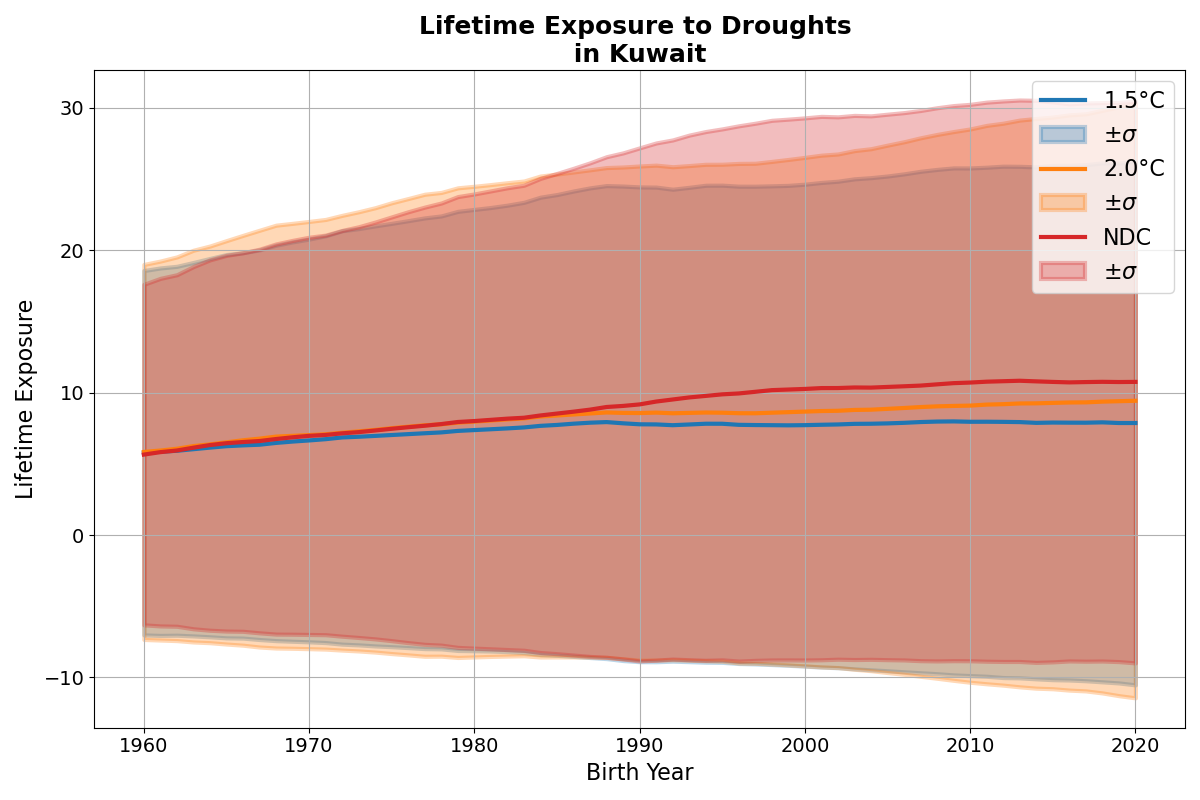 Lifetime Exposure to Droughts
in Kuwait
30
20
10
0
−10
Lifetime Exposure
1960
1970
1980
1990
2000
2010
2020
Birth Year
1.5°C
±σ
2.0°C
±σ
NDC
±σ